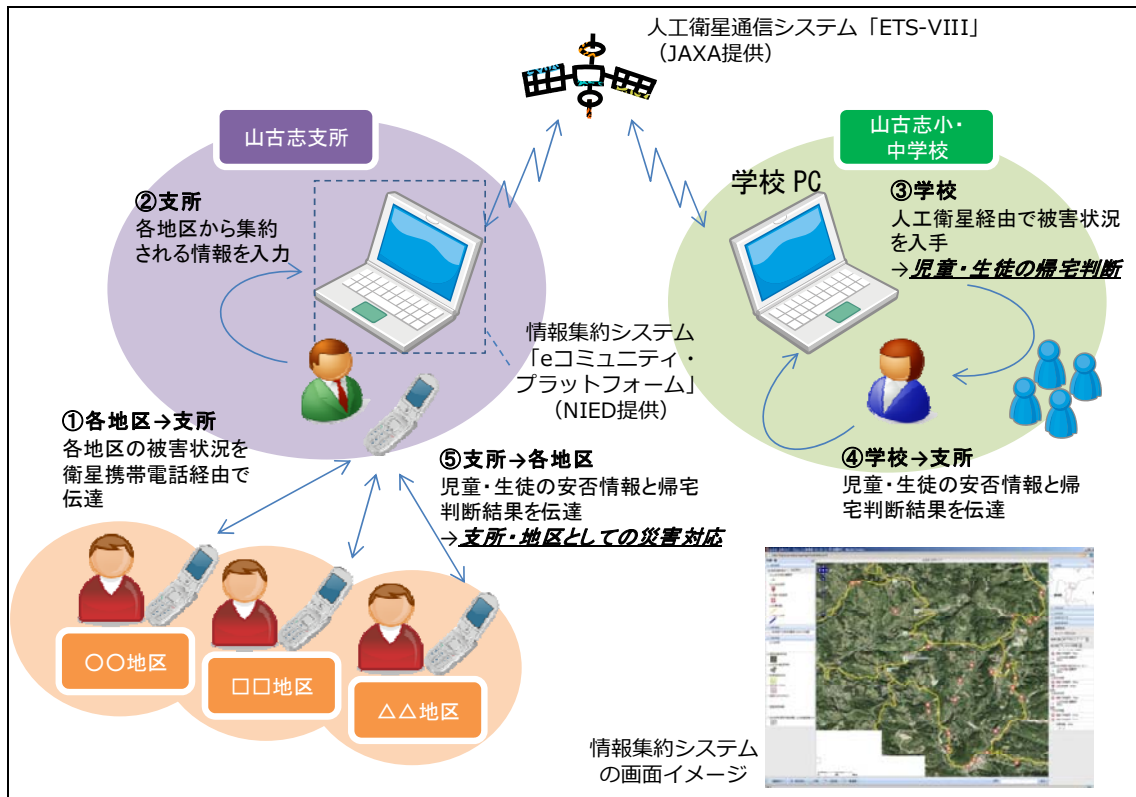 人工衛星通信システム「ETS-VIII」
（JAXA提供）
山古志支所
山古志小・
中学校
②支所
各地区から集約
される情報を入力
学校 PC
③学校
人工衛星経由で被害状況
を入手
→児童・生徒の帰宅判断
情報集約システム
「eコミュニティ・
プラットフォーム」
（NIED提供）
①各地区→支所
各地区の被害状況を
衛星携帯電話経由で
伝達
⑤支所→各地区
児童・生徒の安否情報と帰宅
判断結果を伝達
→支所・地区としての災害対応
④学校→支所
児童・生徒の安否情報と帰
宅判断結果を伝達
○○地区
□□地区
△△地区
情報集約システム
の画面イメージ